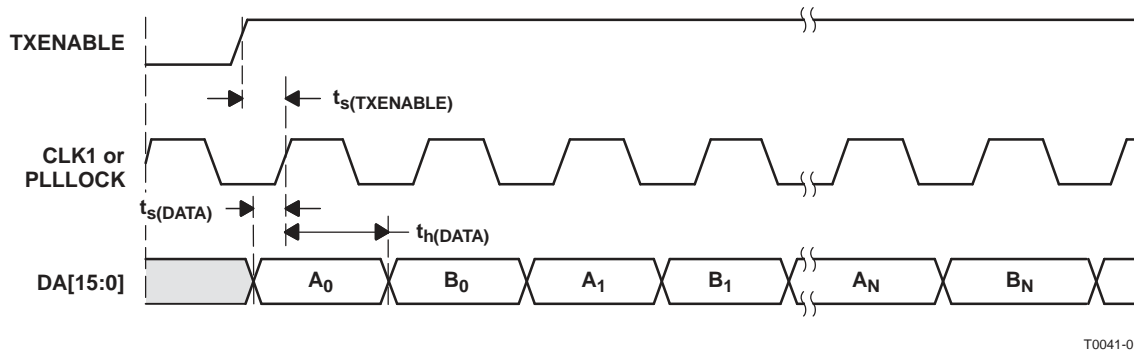 TXENABLE
ts(TXENABLE)
CLK1 or
PLLLOCK
ts(DATA)
th(DATA)
DA[15:0]
A0
B0
A1
B1
AN
BN
T0041-0